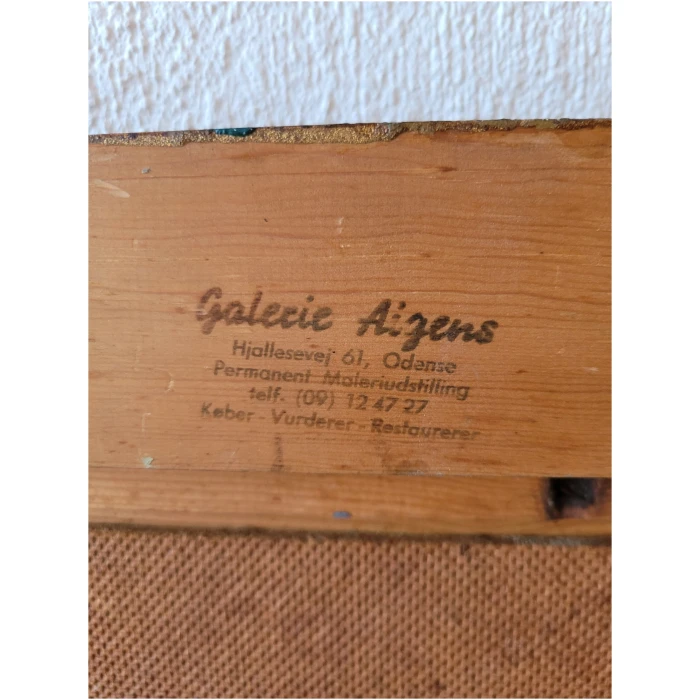 Galerie Aizens
Hjallesevej 61, Odense
Permanent Maleriudstilling
telf. (09) 12 47 27
Køber - Vurderer - Restaurerer